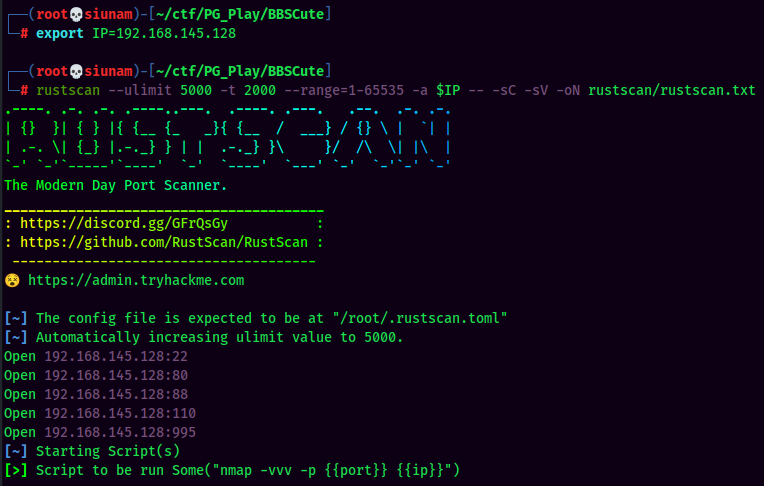 ┌──(root💀siunam)-[~/ctf/PG_Play/BBSCute]
└─# export IP=192.168.145.128
┌──(root💀siunam)-[~/ctf/PG_Play/BBSCute]
└─# rustscan --ulimit 5000 -t 2000 --range=1-65535 -a $IP -- -sC -sV -oN rustscan/rustscan.txt
.----. .-. .-. .----..---.  .----. .---.   .--.  .-. .-.
| {}  }| { } |{ {__ {_   _}{ {__  /  ___} / {} \ |  `| |
| .-. \| {_} |.-._} } | |  .-._} }\     }/  /\  \| |\  |
`-' `-'`-----'`----'  `-'  `----'  `---' `-'  `-'`-' `-'
The Modern Day Port Scanner.
________________________________________
: https://discord.gg/GFrQsGy           :
: https://github.com/RustScan/RustScan :
 --------------------------------------
😵 https://admin.tryhackme.com
[~] The config file is expected to be at "/root/.rustscan.toml"
[~] Automatically increasing ulimit value to 5000.
Open 192.168.145.128:22
Open 192.168.145.128:80
Open 192.168.145.128:88
Open 192.168.145.128:110
Open 192.168.145.128:995
[~] Starting Script(s)
[>] Script to be run Some("nmap -vvv -p {{port}} {{ip}}")